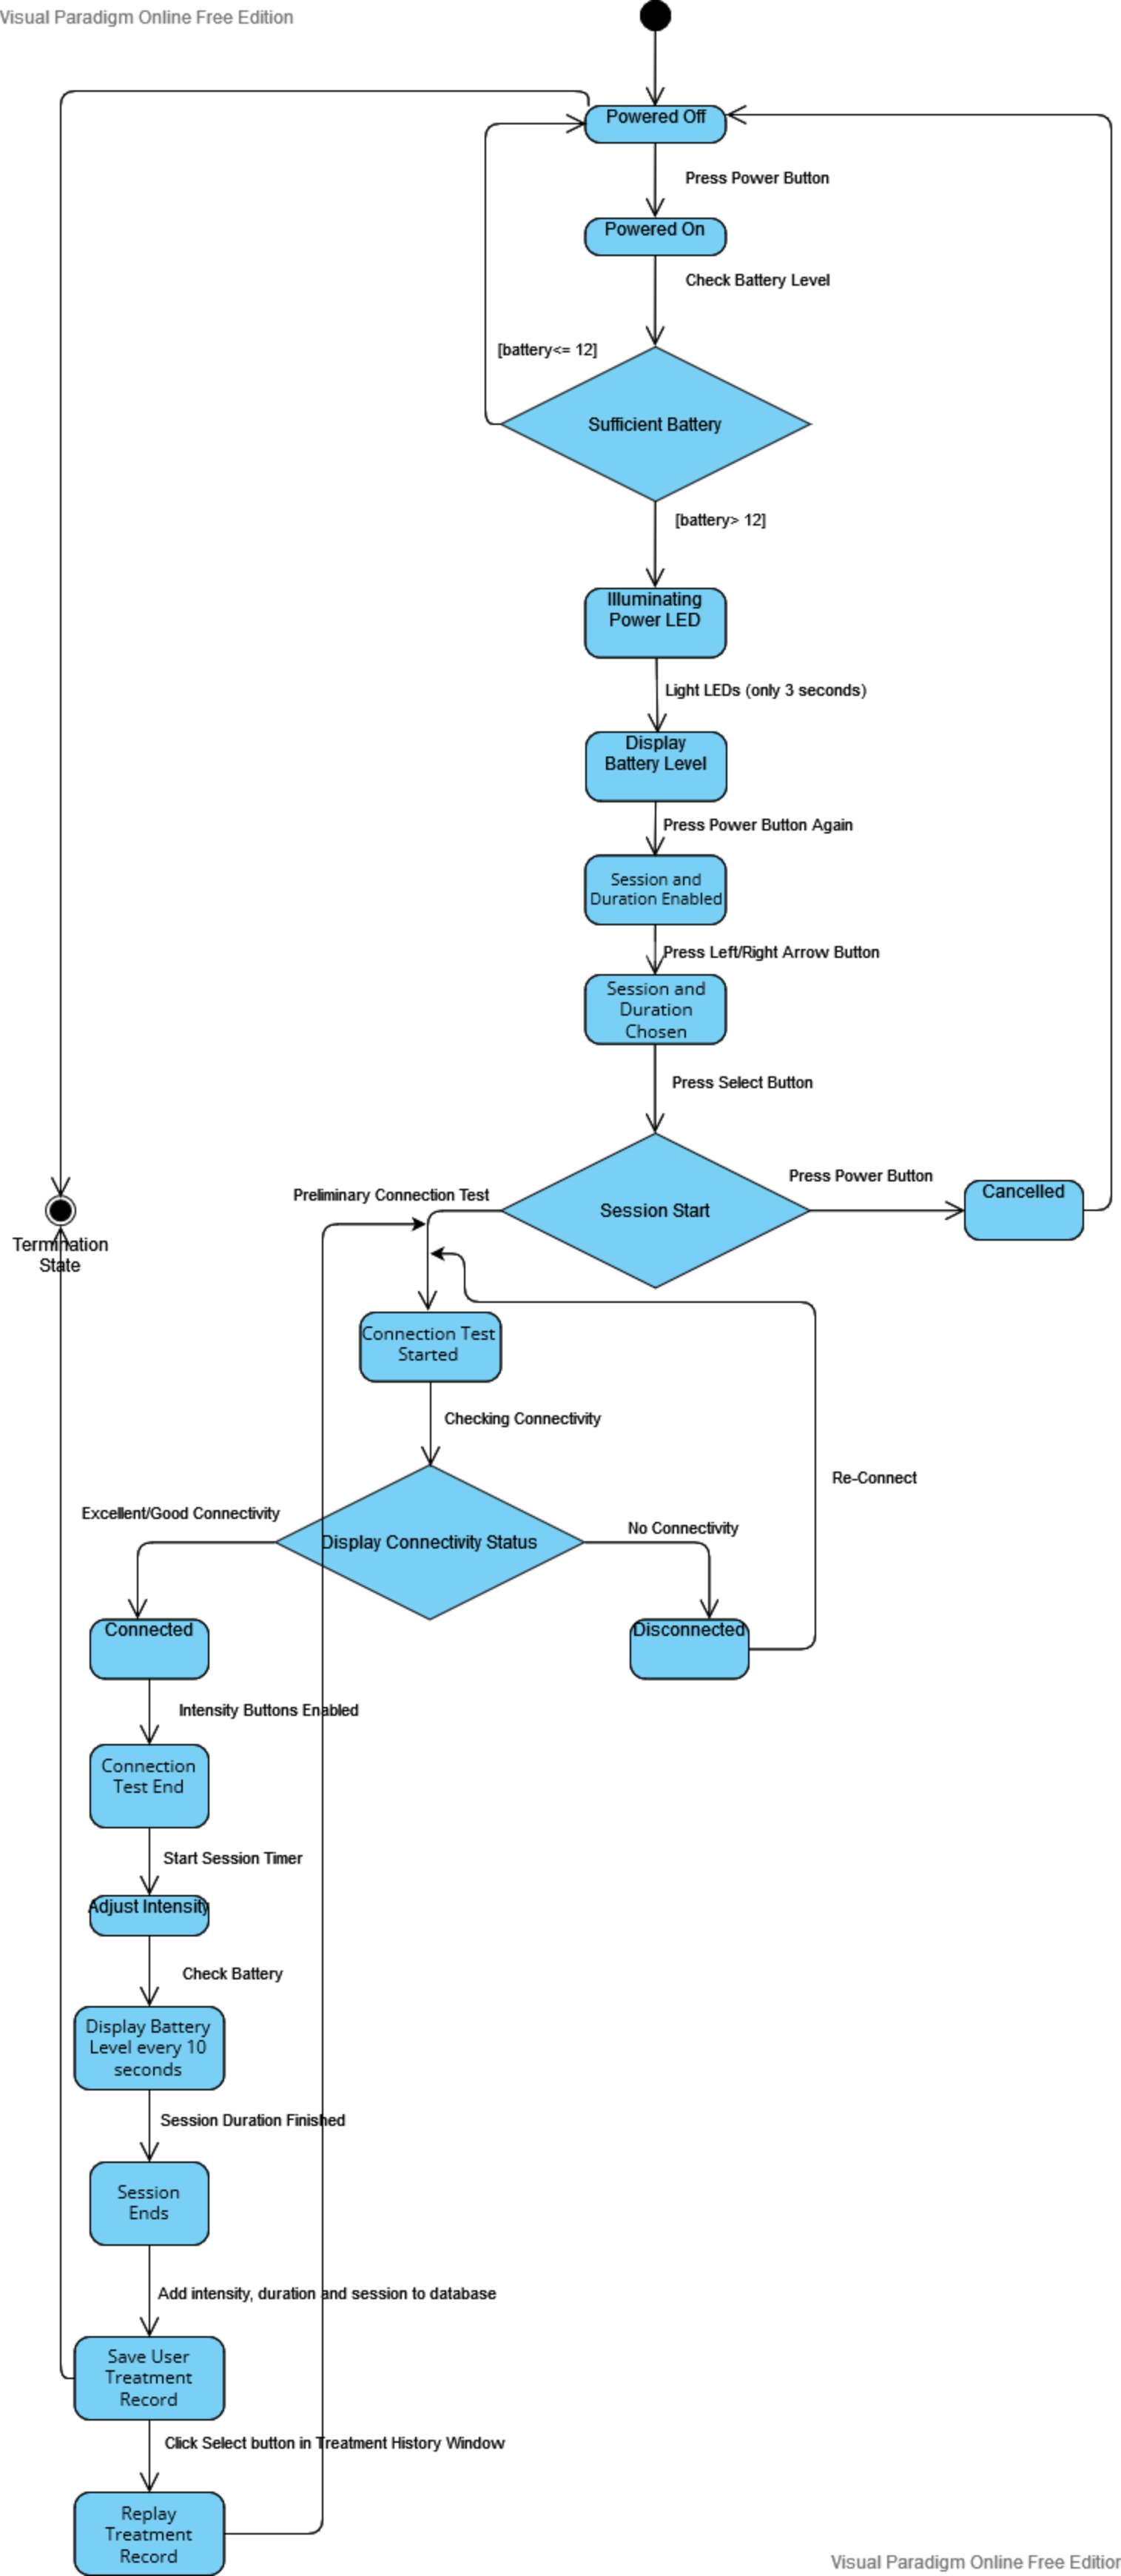 Visual Paradigm Online Free Edition
Powered Off
Press Power Button
Powered On
Check Battery Level
[battery<= 12]
Sufficient Battery
[battery> 12]
Illuminating
Power LED
Light LEDs (only 3 seconds)
Display
Battery Level
Press Power Button Again
Session and
Duration Enabled
Press Left/Right Arrow Button
Session and
Duration
Chosen
Press Select Button
Press Power Button
Cancelled
Preliminary Connection Test
Session Start
Termination
State
Connection Test
Started
Checking Connectivity
Re-Connect
Excellent/Good Connectivity
No Connectivity
Display Connectivity Status
Connected
Disconnected
Intensity Buttons Enabled
Connection
Test End
Start Session Timer
Adjust Intensity
Check Battery
Display Battery
Level every 10
seconds
Session Duration Finished
Session
Ends
Add intensity, duration and session to database
Save User
Treatment
Record
Click Select button in Treatment History Window
Replay
Treatment
Record
Visual Paradigm Online Free Edition